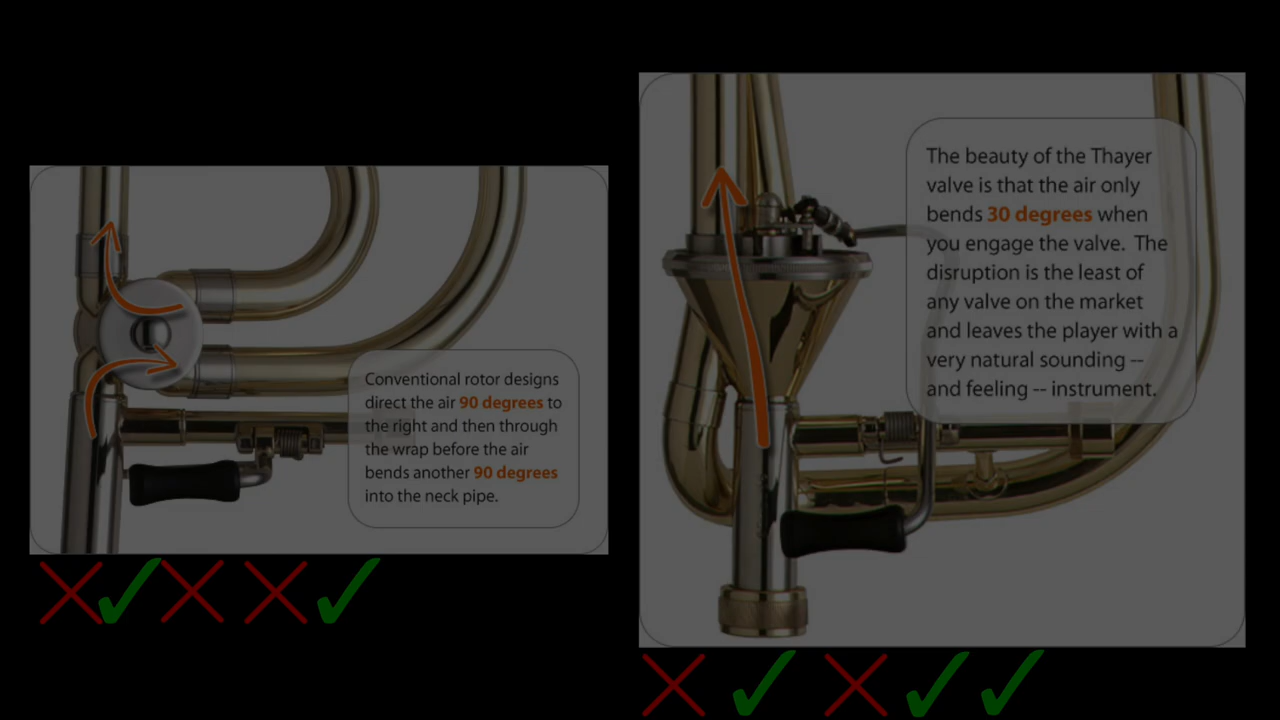 Conventional rotor designs
direct the air 90 degrees to
the right and then through
the wrap before the air
bends another 90 degrees
into the neck pipe.
The beauty of the Thayer
valve is that the air only
bends 30 degrees when
you engage the valve.  The
disruption is the least of
any valve on the market
and leaves the player with a
very natural sounding --
and feeling -- instrument.